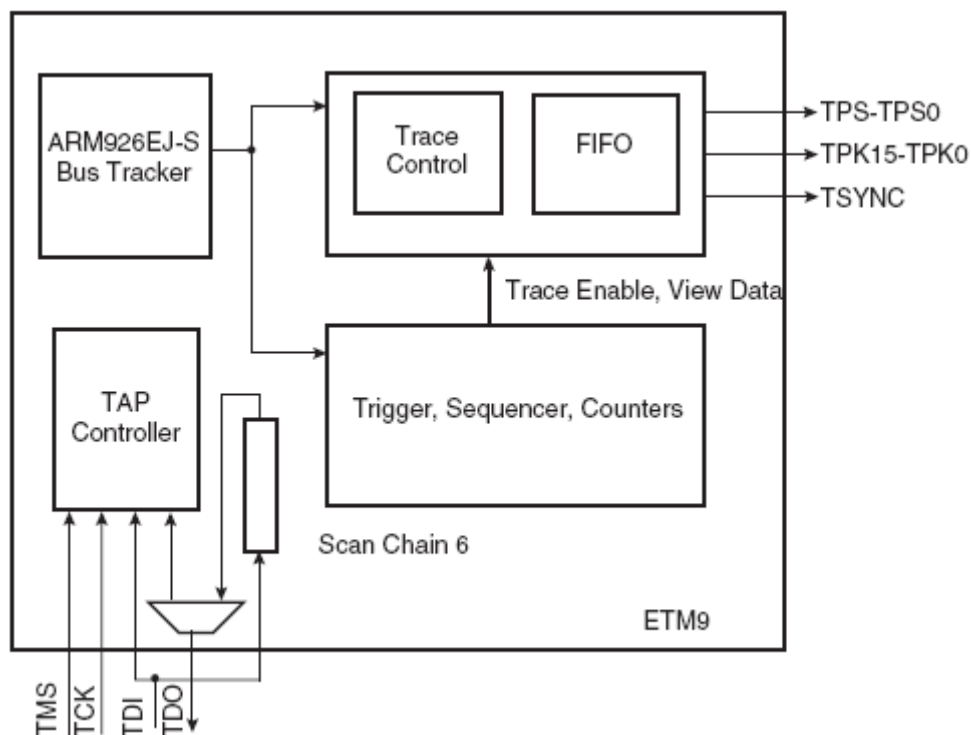 ARM926EJ-S
Bus Tracker
Trace
Control
FIFO
TPS-TPS0
TPK15-TPK0
TSYNC
Trace Enable, View Data
TAP
Controller
Trigger, Sequencer, Counters
Scan Chain 6
ETM9
TMS
TCK
TDI
TDO